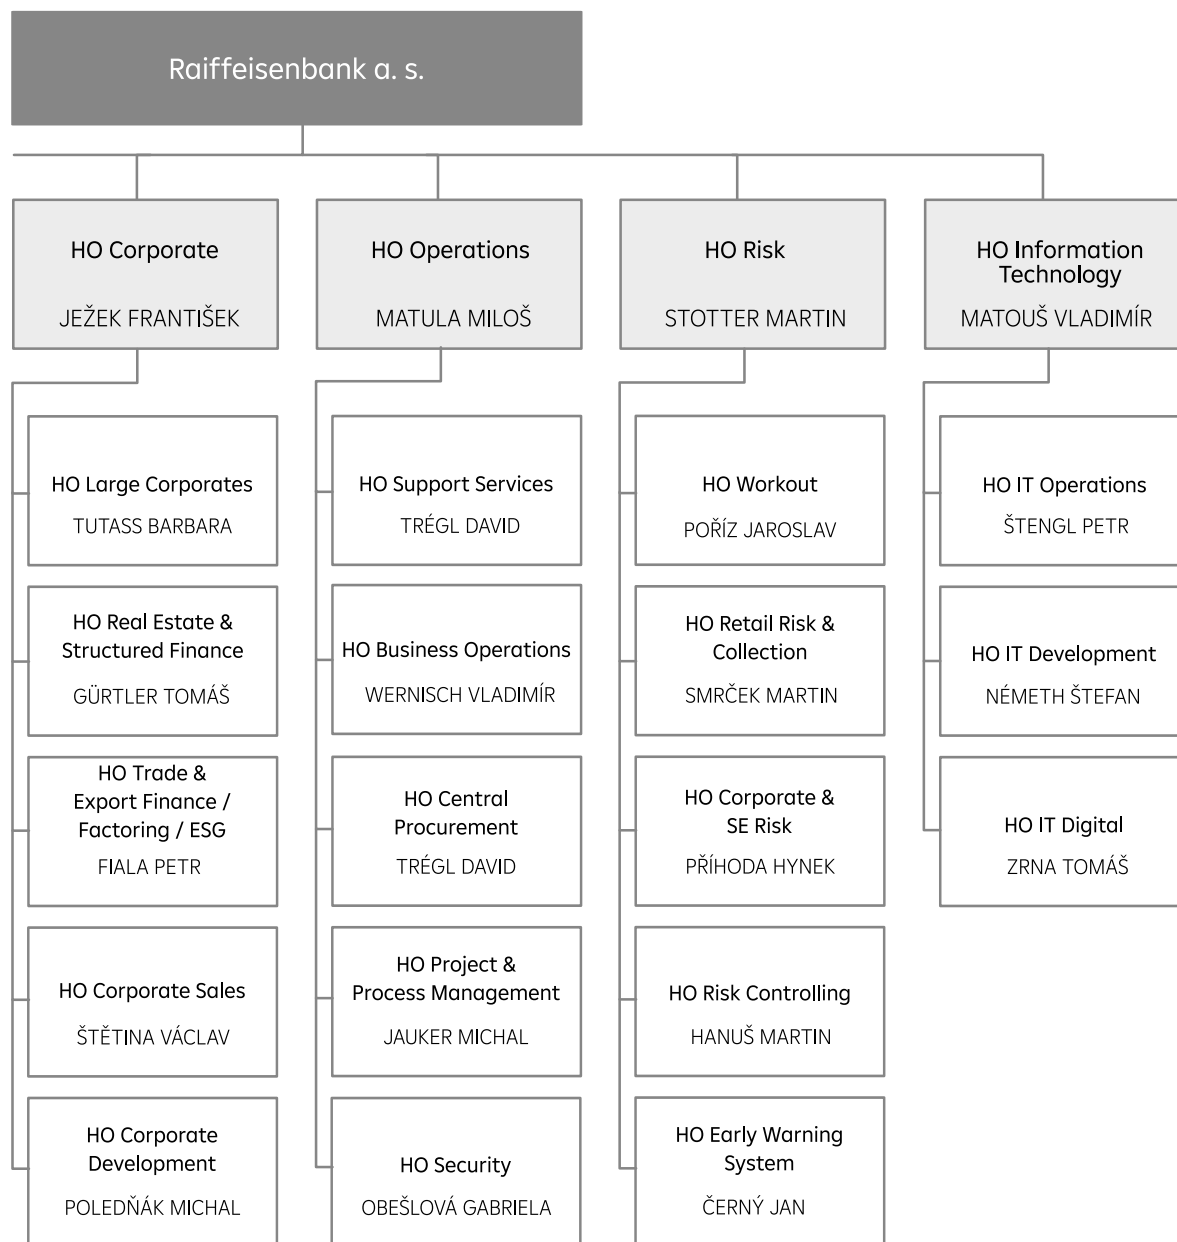 Raiffeisenbank a. s.
HO Corporate
JEŽEK FRANTIŠEK
HO Operations
MATULA MILOŠ
HO Risk
STOTTER MARTIN
HO Information
Technology
MATOUŠ VLADIMÍR
HO Large Corporates
TUTASS BARBARA
HO Real Estate &
Structured Finance
GÜRTLER TOMÁŠ
HO Trade &
Export Finance /
Factoring / ESG
FIALA PETR
HO Corporate Sales
ŠTĚTINA VÁCLAV
HO Corporate
Development
POLEDŇÁK MICHAL
HO Support Services
TRÉGL DAVID
HO Business Operations
WERNISCH VLADIMÍR
HO Central
Procurement
TRÉGL DAVID
HO Project &
Process Management
JAUKER MICHAL
HO Security
OBEŠLOVÁ GABRIELA
HO Workout
POŘÍZ JAROSLAV
HO Retail Risk &
Collection
SMRČEK MARTIN
HO Corporate &
SE Risk
PŘÍHODA HYNEK
HO Risk Controlling
HANUŠ MARTIN
HO Early Warning
System
ČERNÝ JAN
HO IT Operations
ŠTENGL PETR
HO IT Development
NÉMETH ŠTEFAN
HO IT Digital
ZRNA TOMÁŠ